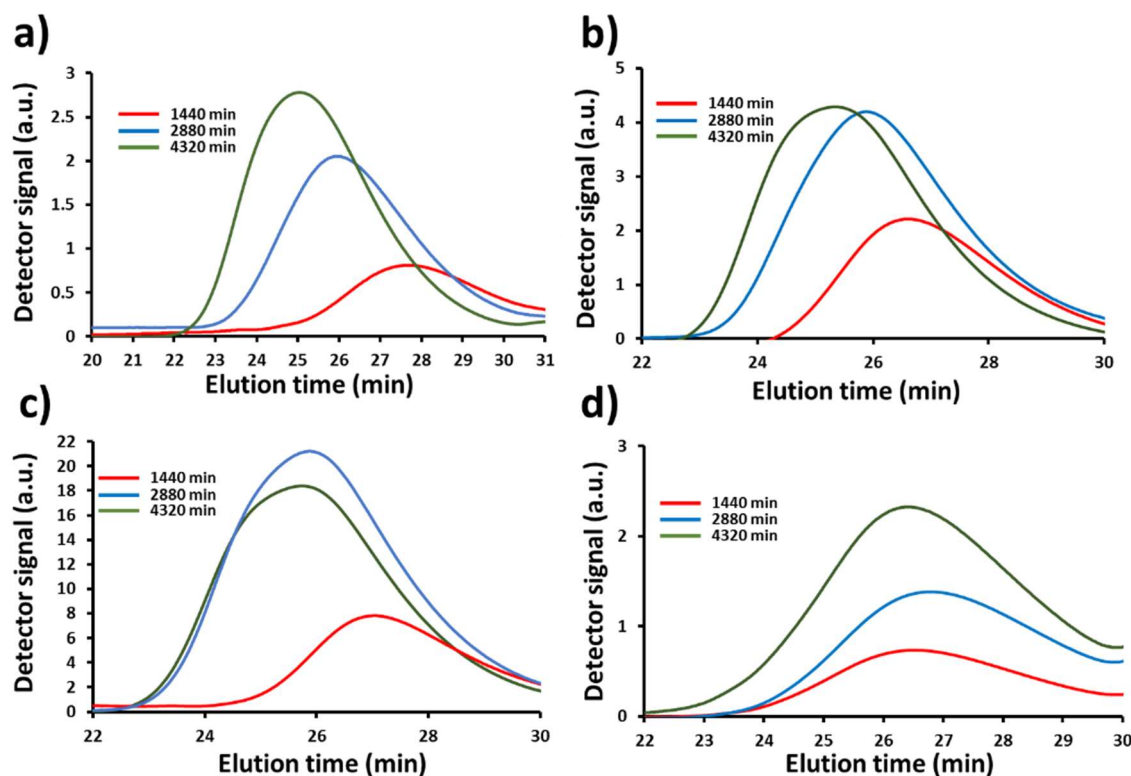 a)
Detector signal (a.u.)
3
2.5
2
1.5
1
0.5
0
1440 min
2880 min
4320 min
20 21 22 23 24 25 26 27 28 29 30 31
Elution time (min)
b)
Detector signal (a.u.)
5
4
3
2
1
0
1440 min
2880 min
4320 min
22 24 26 28 30
Elution time (min)
c)
Detector signal (a.u.)
22
20
18
16
14
12
10
8
6
4
2
0
1440 min
2880 min
4320 min
22 24 26 28 30
Elution time (min)
d)
Detector signal (a.u.)
3
2
1
0
1440 min
2880 min
4320 min
22 23 24 25 26 27 28 29 30
Elution time (min)